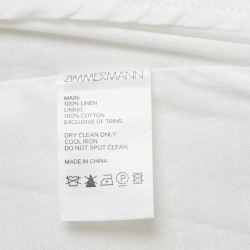 ZIMMERMANN
MAIN:
100% LINEN
LINING:
100% COTTON
EXCLUSIVE OF TRIMS
DRY CLEAN ONLY
COOL IRON
DO NOT SPOT CLEAN
MADE IN CHINA